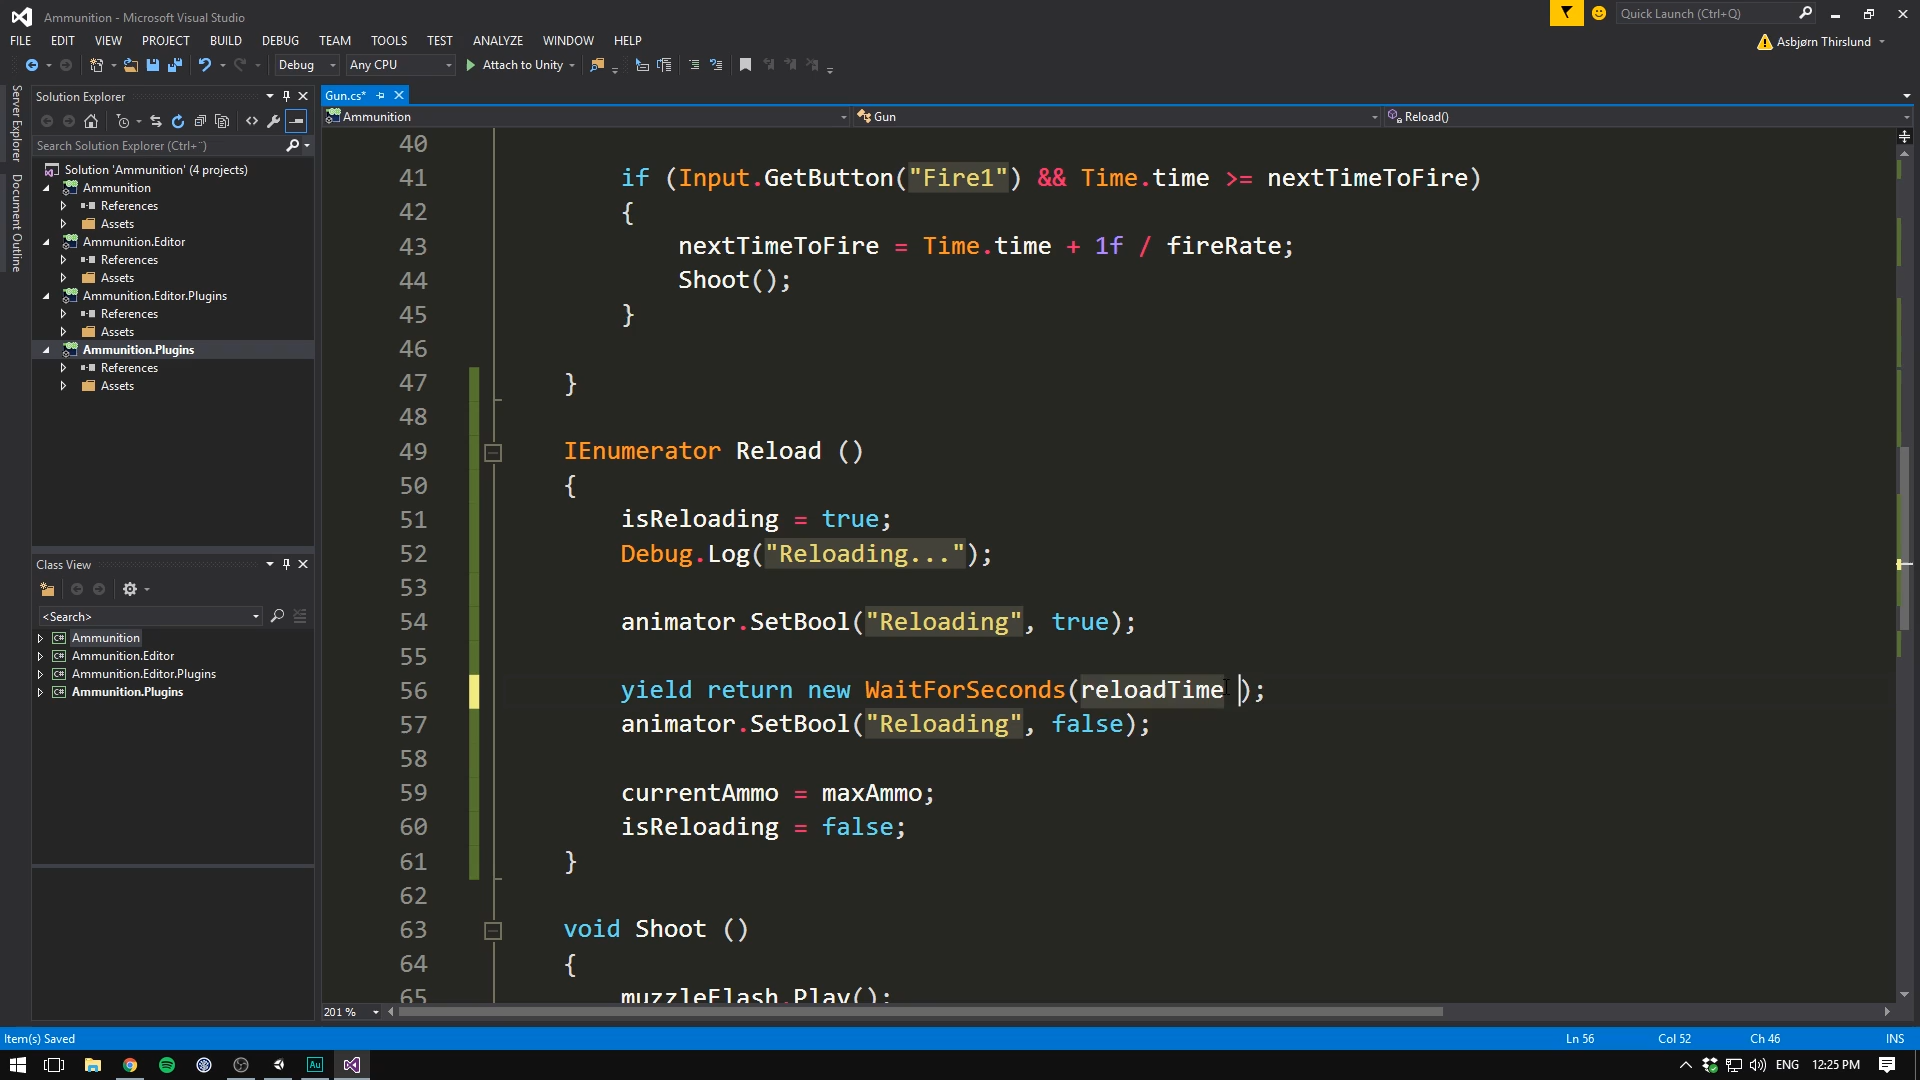 Ammunition - Microsoft Visual Studio
Quick Launch (Ctrl+Q)
FILE EDIT VIEW PROJECT BUILD DEBUG TEAM TOOLS TEST ANALYZE WINDOW HELP
Asbjørn Thirslund
Debug Any CPU Attach to Unity
Server Explorer
Document Outline
Solution Explorer
Search Solution Explorer (Ctrl+¨)
Solution 'Ammunition' (4 projects)
Ammunition
References
Assets
Ammunition.Editor
References
Assets
Ammunition.Editor.Plugins
References
Assets
Ammunition.Plugins
References
Assets
Class View
<Search>
Ammunition
Ammunition.Editor
Ammunition.Editor.Plugins
Ammunition.Plugins
Gun.cs*
Ammunition Gun Reload()
40
41 if (Input.GetButton("Fire1") && Time.time >= nextTimeToFire)
42 {
43 nextTimeToFire = Time.time + 1f / fireRate;
44 Shoot();
45 }
46
47 }
48
49 IEnumerator Reload ()
50 {
51 isReloading = true;
52 Debug.Log("Reloading...");
53
54 animator.SetBool("Reloading", true);
55
56 yield return new WaitForSeconds(reloadTime );
57 animator.SetBool("Reloading", false);
58
59 currentAmmo = maxAmmo;
60 isReloading = false;
61 }
62
63 void Shoot ()
64 {
65 muzzleFlash.Play();
201 %
Item(s) Saved Ln 56 Col 52 Ch 46 INS
Au
ENG 12:25 PM